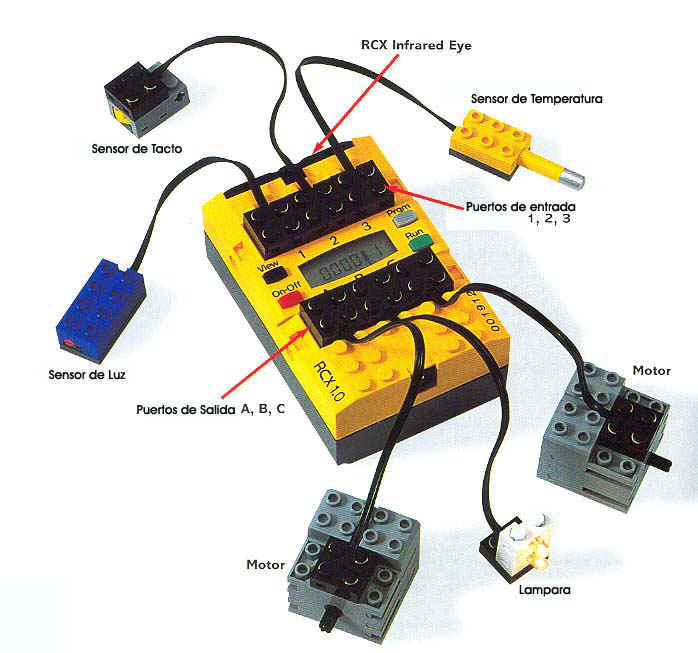 RCX Infrared Eye
Sensor de Temperatura
Sensor de Tacto
Puertos de entrada
1, 2, 3
Prgm
1 2 3
Run
View
On-Off
RCX 1.0
Sensor de Luz
Puertos de Salida A, B, C
Motor
Motor
Lampara